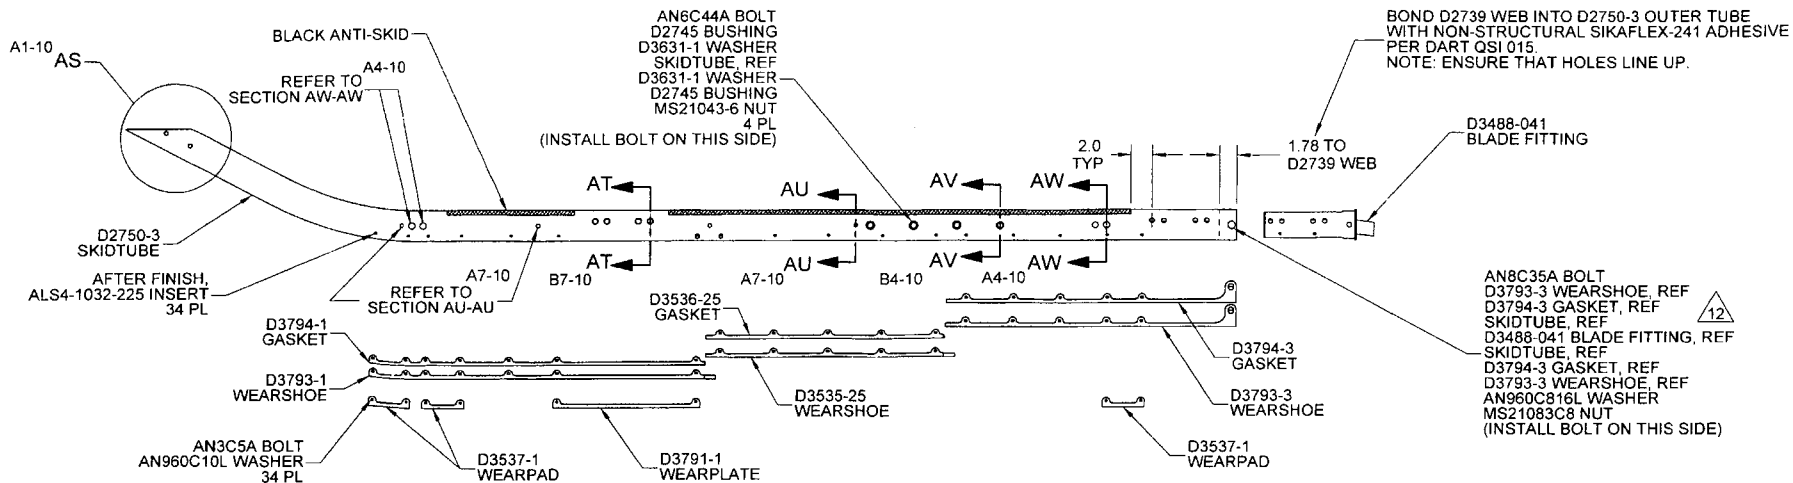 A1-10
AS
BLACK ANTI-SKID
REFER TO
SECTION AW-AW
A4-10
AN6C44A BOLT
D2745 BUSHING
D3631-1 WASHER
SKIDTUBE, REF
D3631-1 WASHER
D2745 BUSHING
MS21043-6 NUT
4 PL
(INSTALL BOLT ON THIS SIDE)
BOND D2739 WEB INTO D2750-3 OUTER TUBE
WITH NON-STRUCTURAL SIKAFLEX-241 ADHESIVE
PER DART QSI 015.
NOTE: ENSURE THAT HOLES LINE UP.
2.0
TYP
1.78 TO
D2739 WEB
D3488-041
BLADE FITTING
AT
AU
AV
AW
D2750-3
SKIDTUBE
AFTER FINISH,
ALS4-1032-225 INSERT
34 PL
REFER TO
SECTION AU-AU
A7-10
B7-10
AT
A7-10
AU
B4-10
AV
A4-10
AW
D3794-1
GASKET
D3793-1
WEARSHOE
AN3C5A BOLT
AN960C10L WASHER
34 PL
D3537-1
WEARPAD
D3791-1
WEARPLATE
D3536-25
GASKET
D3535-25
WEARSHOE
D3794-3
GASKET
D3793-3
WEARSHOE
D3537-1
WEARPAD
AN8C35A BOLT
D3793-3 WEARSHOE, REF
D3794-3 GASKET, REF
SKIDTUBE, REF
D3488-041 BLADE FITTING, REF
SKIDTUBE, REF
D3794-3 GASKET, REF
D3793-3 WEARSHOE, REF
AN960C816L WASHER
MS21083C8 NUT
(INSTALL BOLT ON THIS SIDE)
12